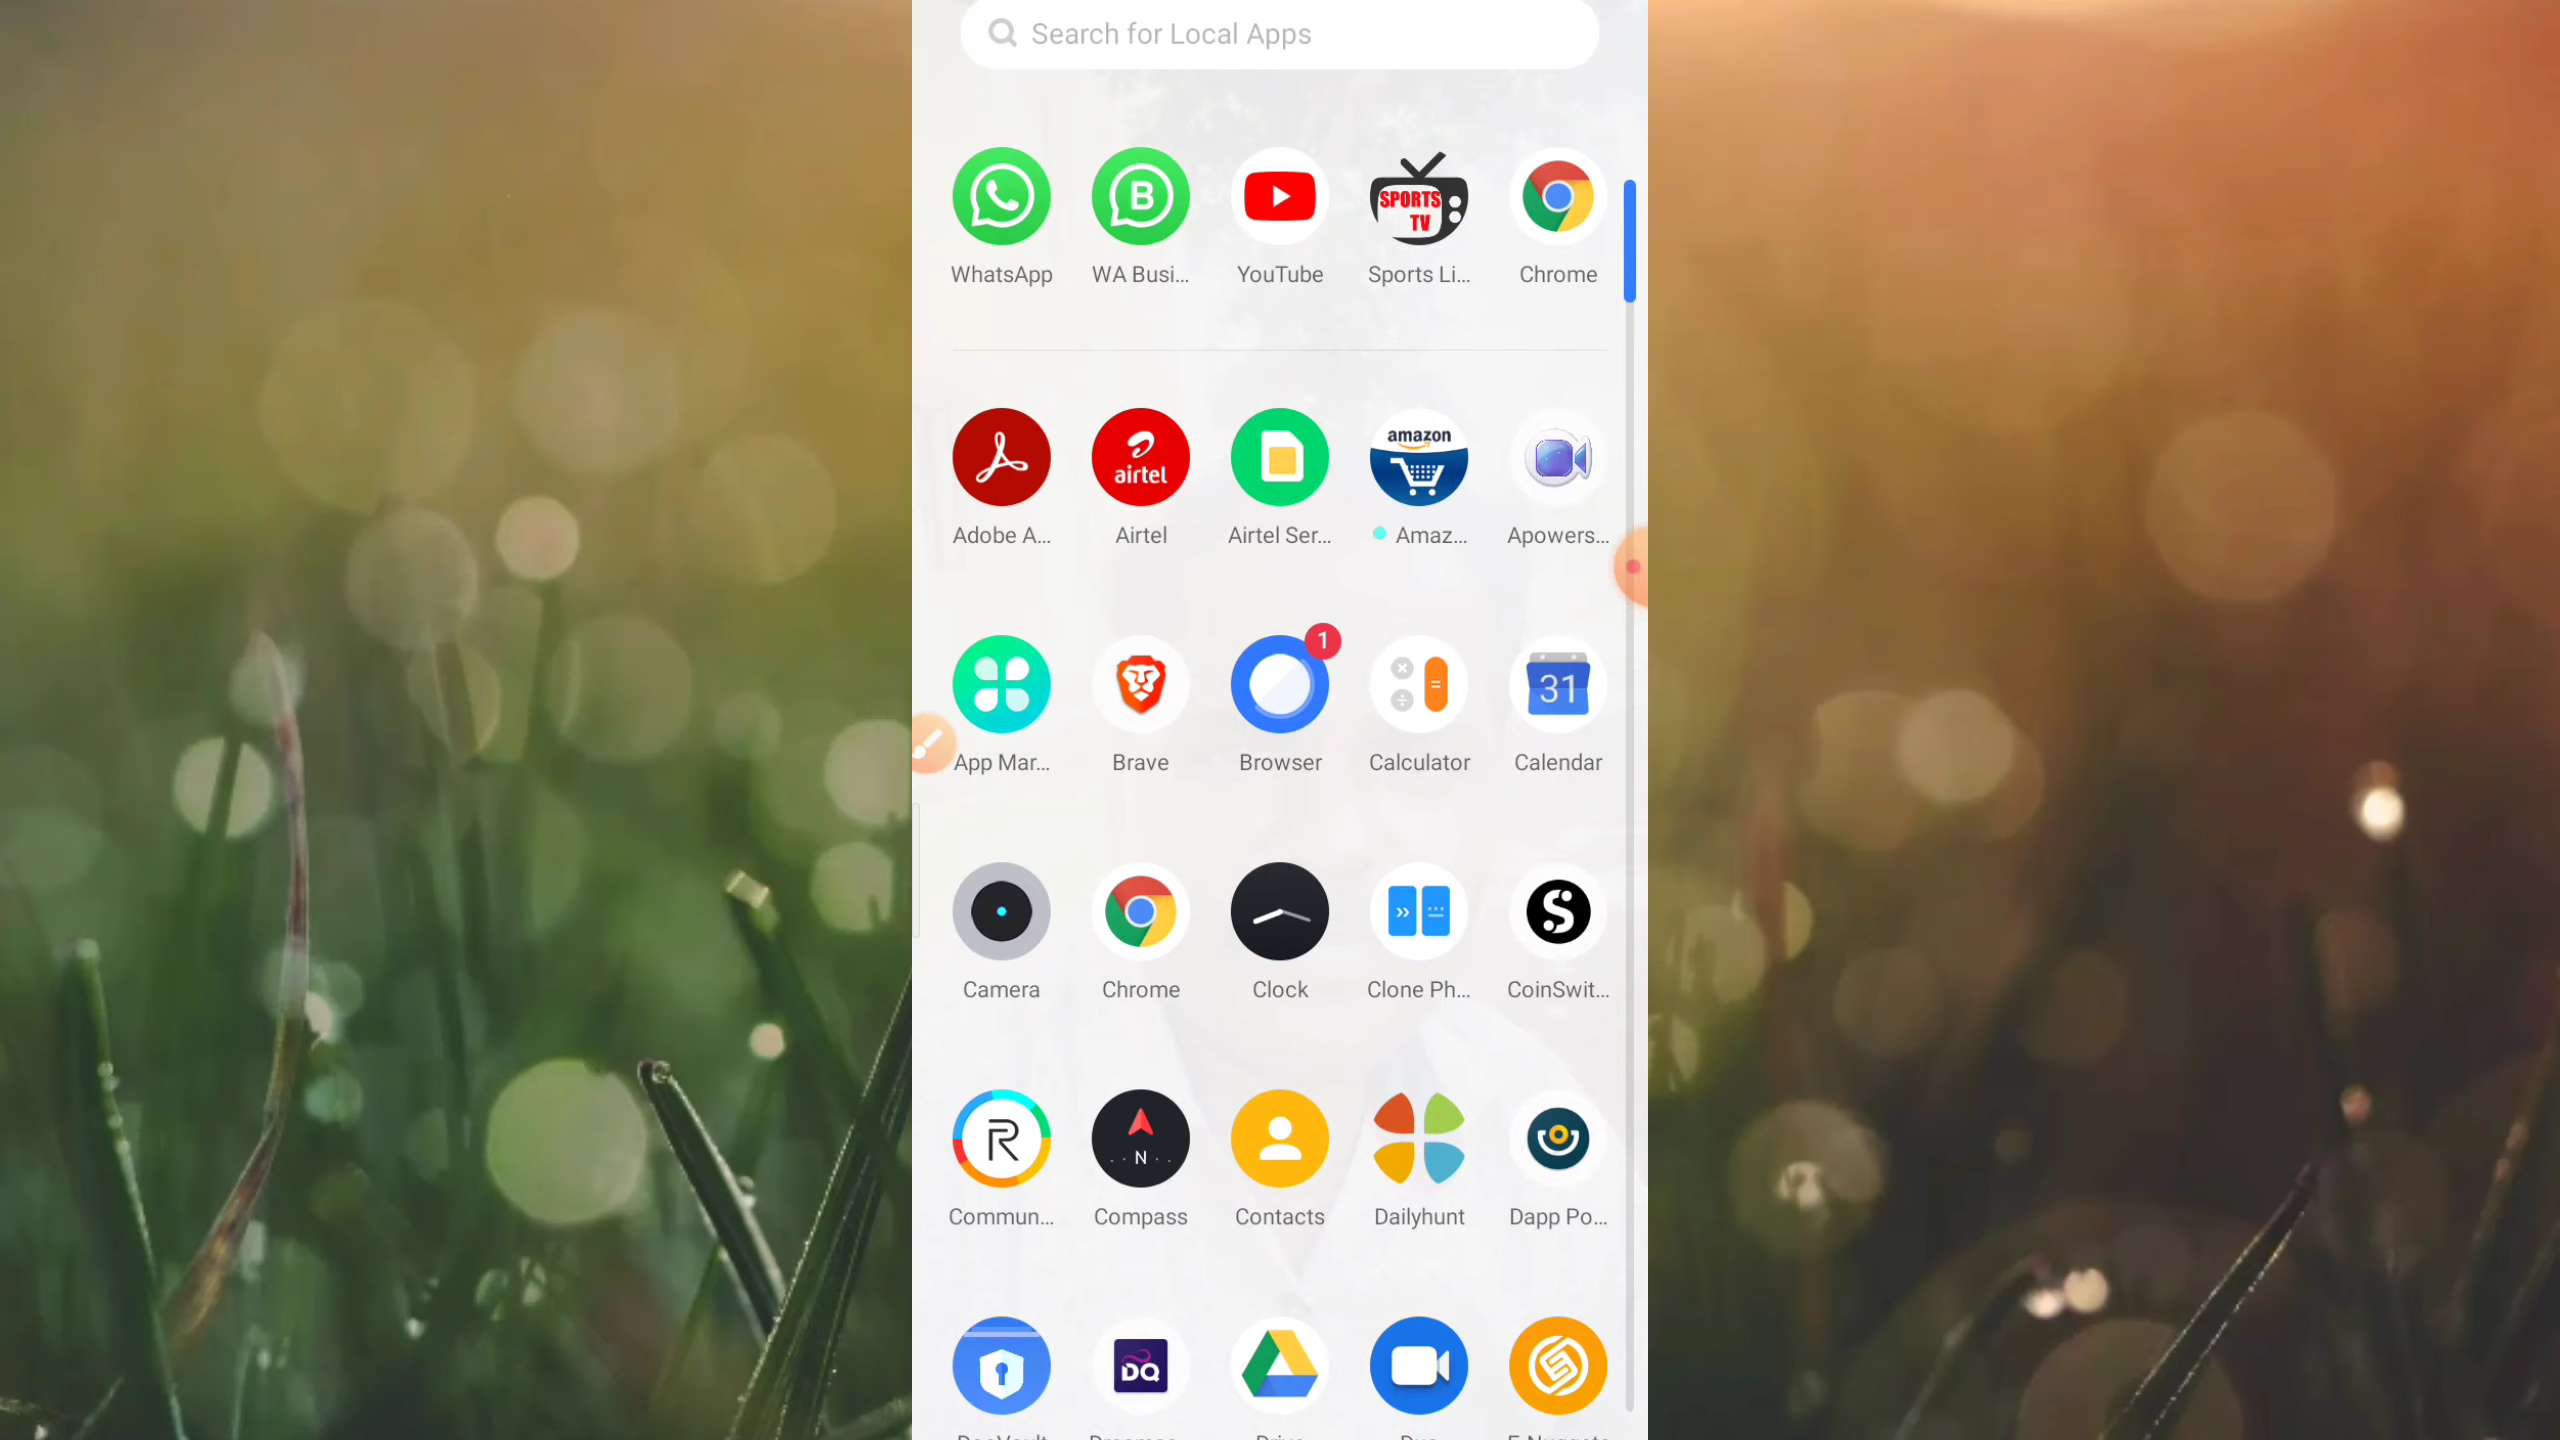 Search for Local Apps
B
SPORTS
TV
WhatsApp
WA Busi...
YouTube
Sports Li...
Chrome
airtel
amazon
Adobe A...
Airtel
Airtel Ser...
Amaz...
Apowers...
1
31
App Mar...
Brave
Browser
Calculator
Calendar
Camera
Chrome
Clock
Clone Ph...
CoinSwit...
R
N
Commun...
Compass
Contacts
Dailyhunt
Dapp Po...
DQ